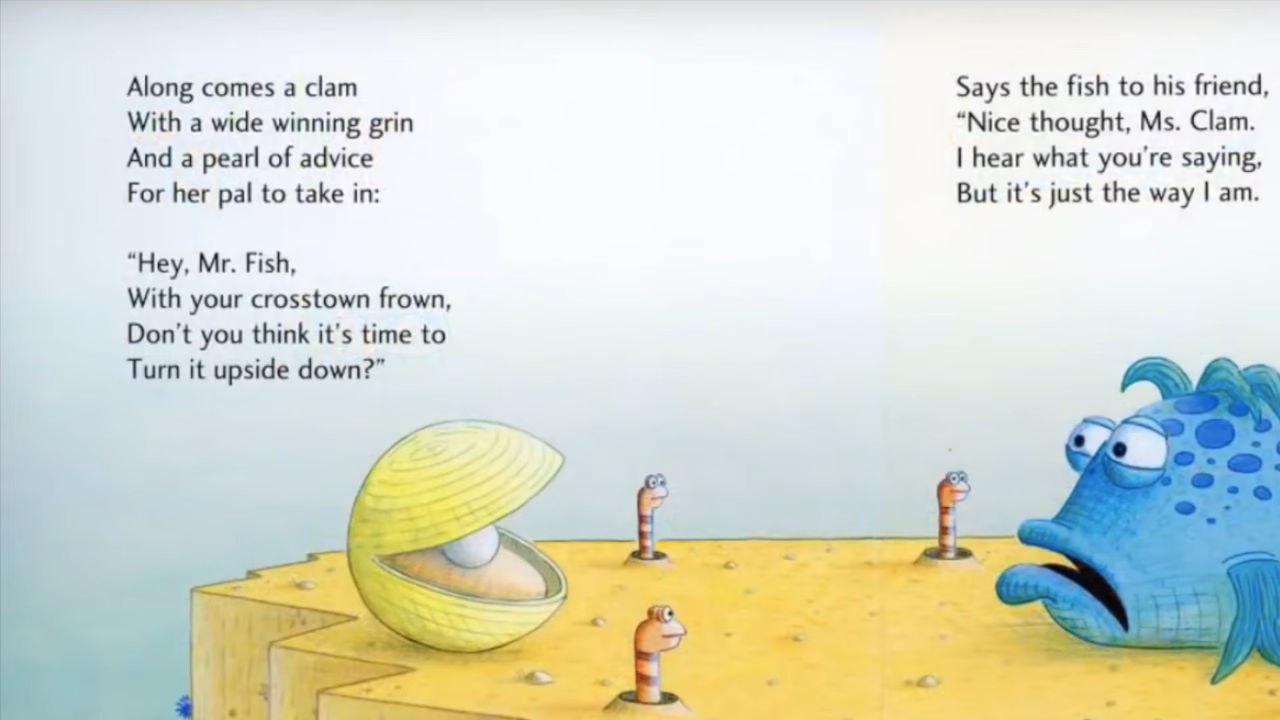 Along comes a clam
With a wide winning grin
And a pearl of advice
For her pal to take in:
“Hey, Mr. Fish,
With your crosstown frown,
Don’t you think it’s time to
Turn it upside down?”
Says the fish to his friend,
“Nice thought, Ms. Clam.
I hear what you’re saying,
But it’s just the way I am.